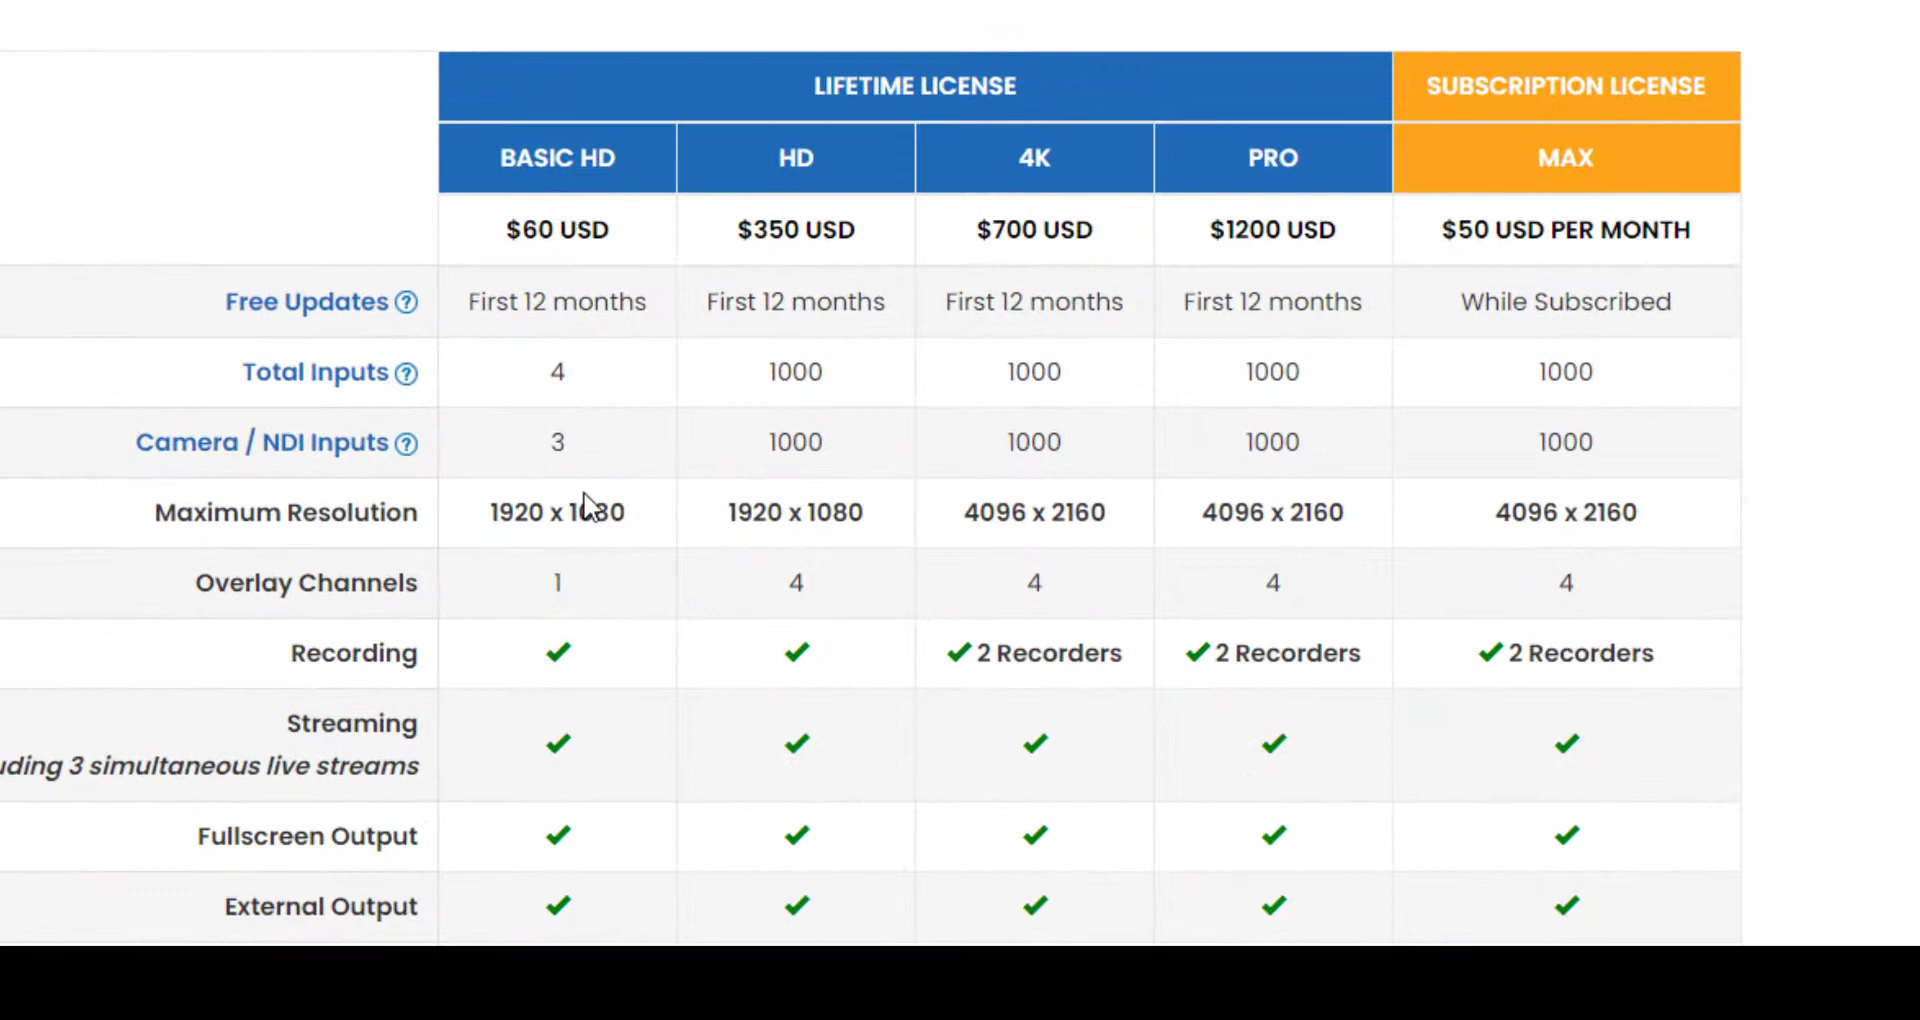 LIFETIME LICENSE SUBSCRIPTION LICENSE
BASIC HD HD 4K PRO MAX
$60 USD $350 USD $700 USD $1200 USD $50 USD PER MONTH
Free Updates ? First 12 months First 12 months First 12 months First 12 months While Subscribed
Total Inputs ? 4 1000 1000 1000 1000
Camera / NDI Inputs ? 3 1000 1000 1000 1000
Maximum Resolution 1920 x 1080 1920 x 1080 4096 x 2160 4096 x 2160 4096 x 2160
Overlay Channels 1 4 4 4 4
Recording ✔ ✔ ✔ 2 Recorders ✔ 2 Recorders ✔ 2 Recorders
Streaming ✔ ✔ ✔ ✔ ✔
3 simultaneous live streams
Fullscreen Output ✔ ✔ ✔ ✔ ✔
External Output ✔ ✔ ✔ ✔ ✔